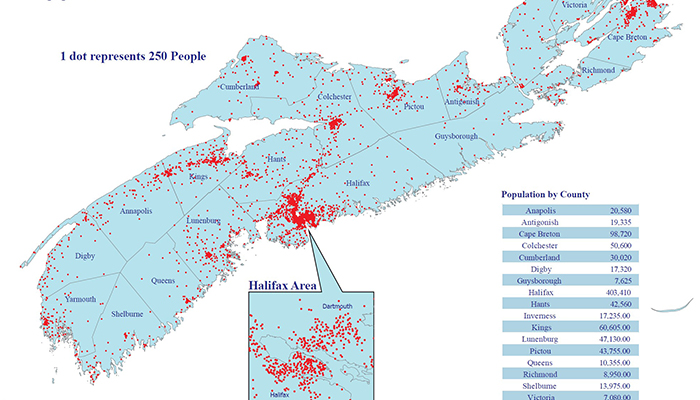 Victoria
Cape Breton
Richmond
1 dot represents 250 People
Cumberland
Colchester
Pictou
Antigonish
Guysborough
Hants
Kings
Halifax
Annapolis
Lunenburg
Digby
Queens
Yarmouth
Shelburne
Halifax Area
Dartmouth
Halifax
Population by County
Anapolis 20,580
Antigonish 19,335
Cape Breton 98,720
Colchester 50,600
Cumberland 30,020
Digby 17,320
Guysborough 7,625
Halifax 403,410
Hants 42,560
Inverness 17,235.00
Kings 60,605.00
Lunenburg 47,130.00
Pictou 43,755.00
Queens 10,355.00
Richmond 8,950.00
Shelburne 13,975.00
Victoria 7,080.00